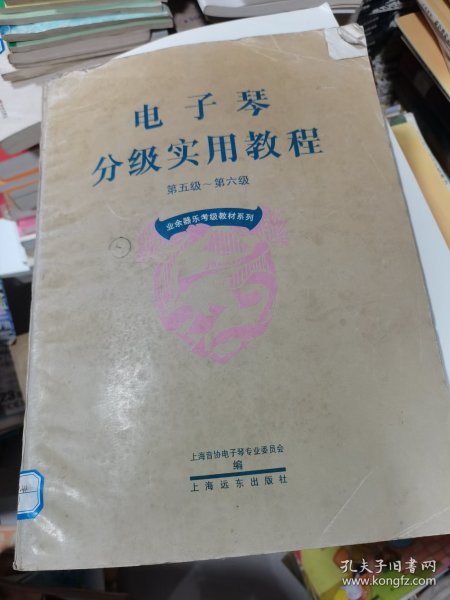 电子琴
分级实用教程
第五级~第六级
业余器乐考级教材系列
上海音协电子琴专业委员会
编
上海远东出版社
孔夫子旧书网
www.kongfz.com